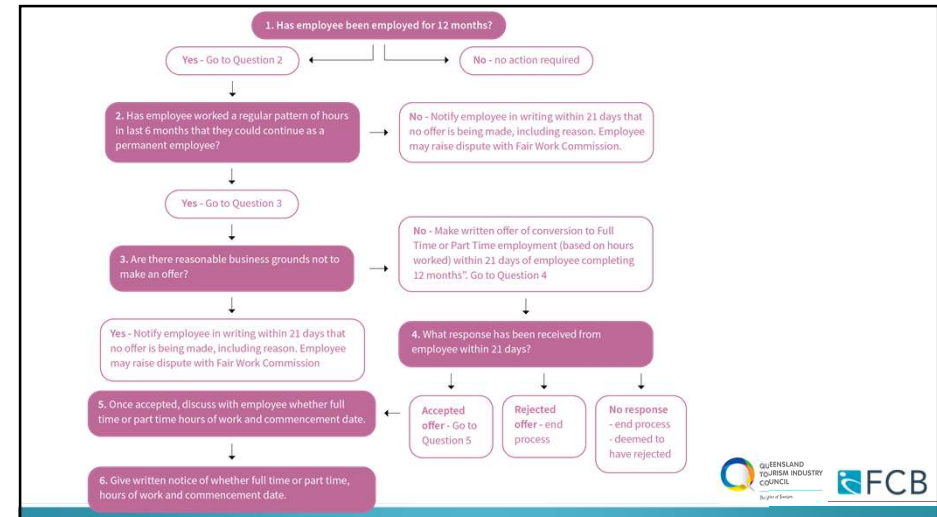 1. Has employee been employed for 12 months?
Yes - Go to Question 2
No - no action required
2. Has employee worked a regular pattern of hours
in last 6 months that they could continue as a
permanent employee?
No - Notify employee in writing within 21 days that
no offer is being made, including reason. Employee
may raise dispute with Fair Work Commission.
Yes - Go to Question 3
3. Are there reasonable business grounds not to
make an offer?
No - Make written offer of conversion to Full
Time or Part Time employment (based on hours
worked) within 21 days of employee completing
12 months”. Go to Question 4
Yes - Notify employee in writing within 21 days that
no offer is being made, including reason. Employee
may raise dispute with Fair Work Commission
4. What response has been received from
employee within 21 days?
Accepted
offer - Go to
Question 5
Rejected
offer - end
process
No response
- end process
- deemed to
have rejected
5. Once accepted, discuss with employee whether full
time or part time hours of work and commencement date.
6. Give written notice of whether full time or part time,
hours of work and commencement date.
QUEENSLAND
TOURISM INDUSTRY
COUNCIL
FCB